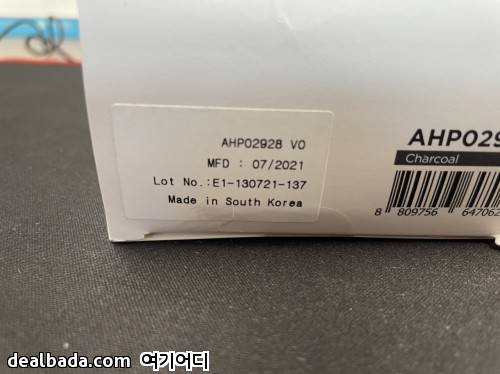 AHP02928 V0
MFD : 07/2021
Lot No.:E1-130721-137
Made in South Korea
AHP029
Charcoal
8 809756 647062
dealbada.com 여기어디